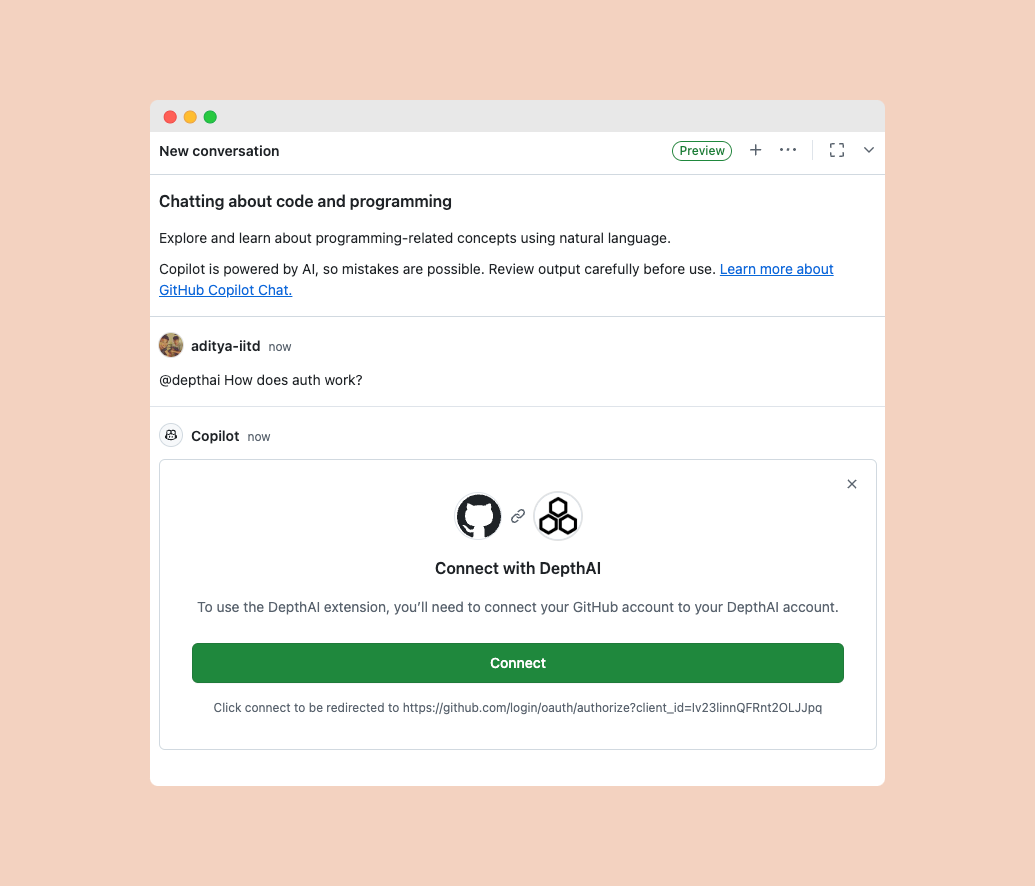 New conversation
Preview
Chatting about code and programming
Explore and learn about programming-related concepts using natural language.
Copilot is powered by AI, so mistakes are possible. Review output carefully before use. Learn more about
GitHub Copilot Chat.
aditya-iitd now
@depthai How does auth work?
Copilot now
Connect with DepthAI
To use the DepthAI extension, you’ll need to connect your GitHub account to your DepthAI account.
Connect
Click connect to be redirected to https://github.com/login/oauth/authorize?client_id=Iv23linnQFRnt2OLJJpq